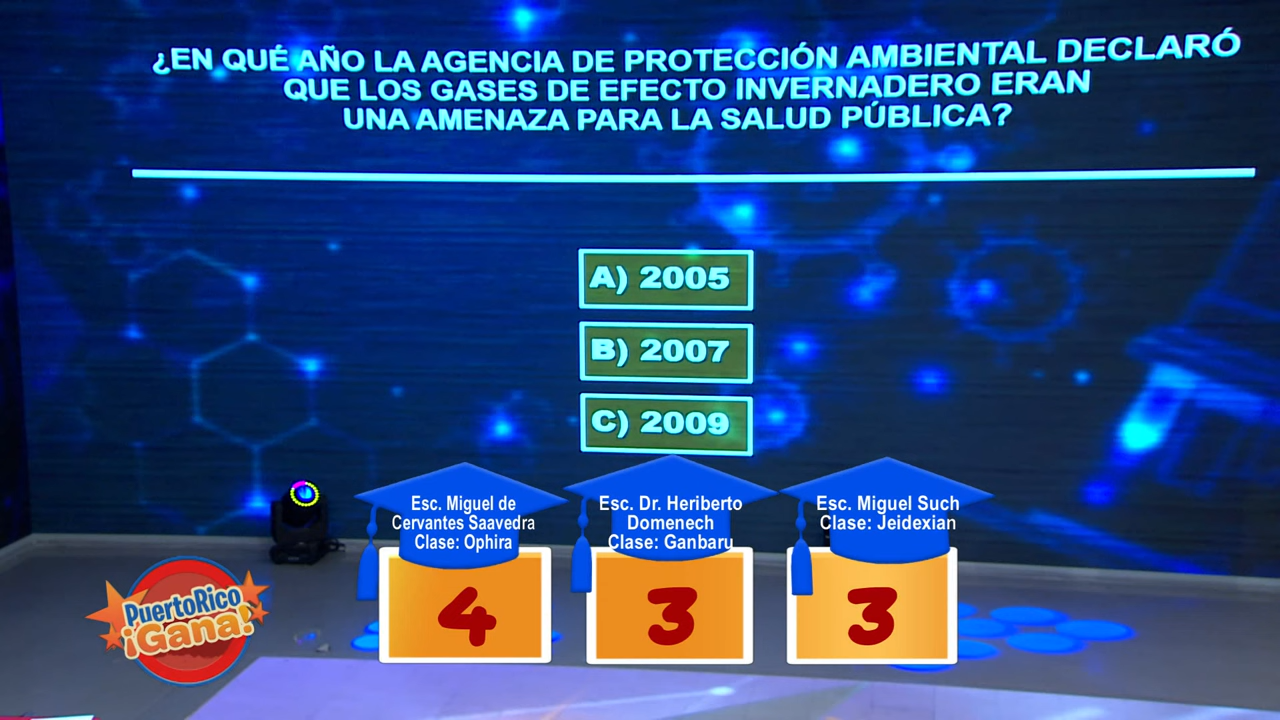 ¿EN QUÉ AÑO LA AGENCIA DE PROTECCIÓN AMBIENTAL DECLARÓ
QUE LOS GASES DE EFECTO INVERNADERO ERAN
UNA AMENAZA PARA LA SALUD PÚBLICA?
A) 2005
B) 2007
C) 2009
Esc. Miguel de
Cervantes Saavedra
Clase: Ophira
4
Esc. Dr. Heriberto
Domenech
Clase: Ganbaru
3
Esc. Miguel Such
Clase: Jeidexian
3
PuertoRico
¡Gana!